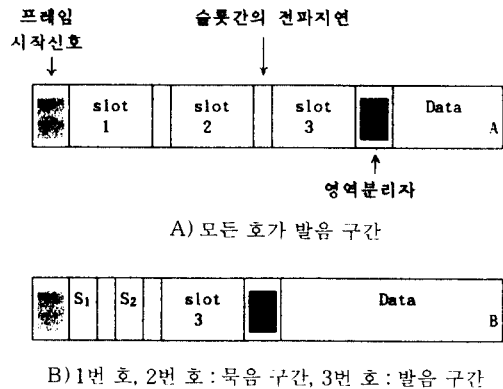 프레임
시작신호
슬롯간의 전파지연
slot
1
slot
2
slot
3
Data
A
영역분리자
A) 모든 호가 발음 구간
S₁
S₂
slot
3
Data
B
B) 1번 호, 2번 호 : 묵음 구간, 3번 호 : 발음 구간